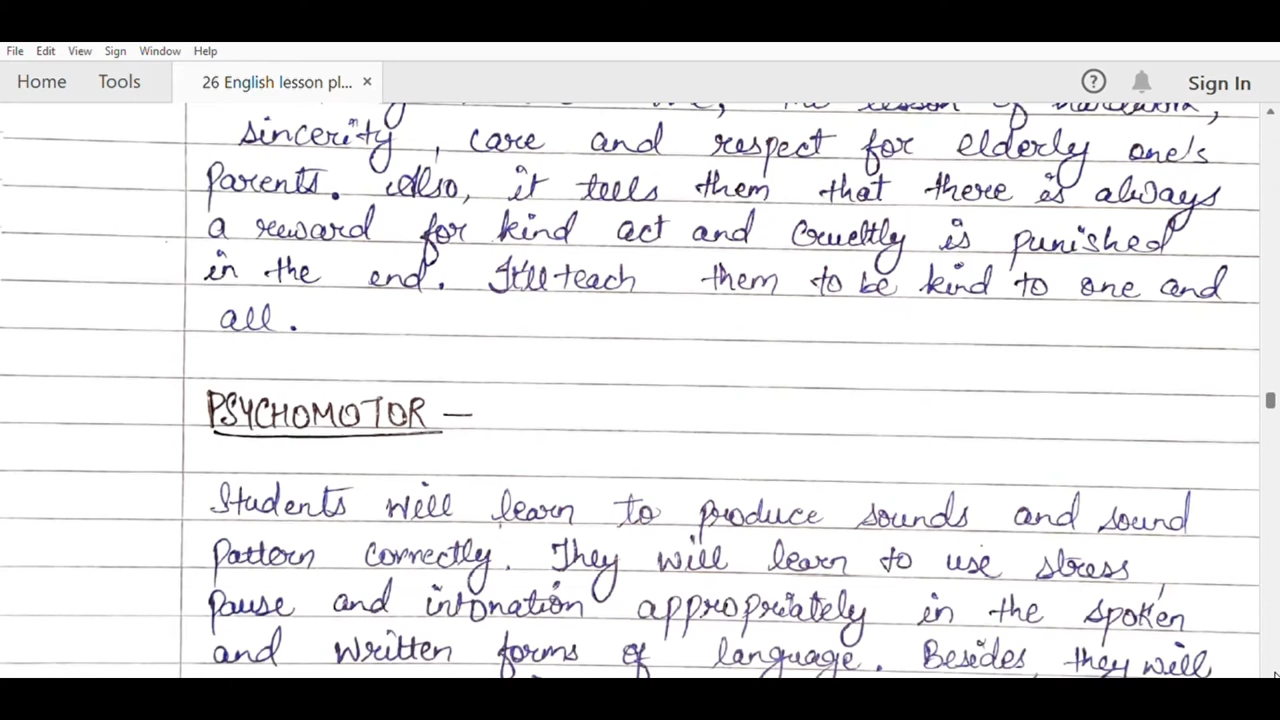 File Edit View Sign Window Help
Home Tools 26 English lesson pl... × ? Sign In
the lesson of
sincerity, care and respect for elderly one's
Parents. Also, it tells them that there is always
a reward for kind act and Crueltly is punished
in the end. It'll teach them to be kind to one and
all.
PSYCHOMOTOR —
Students will learn to produce sounds and sound
pattern correctly. They will learn to use stress,
pause and intonation appropriately in the spoken
and written forms of language. Besides, they will